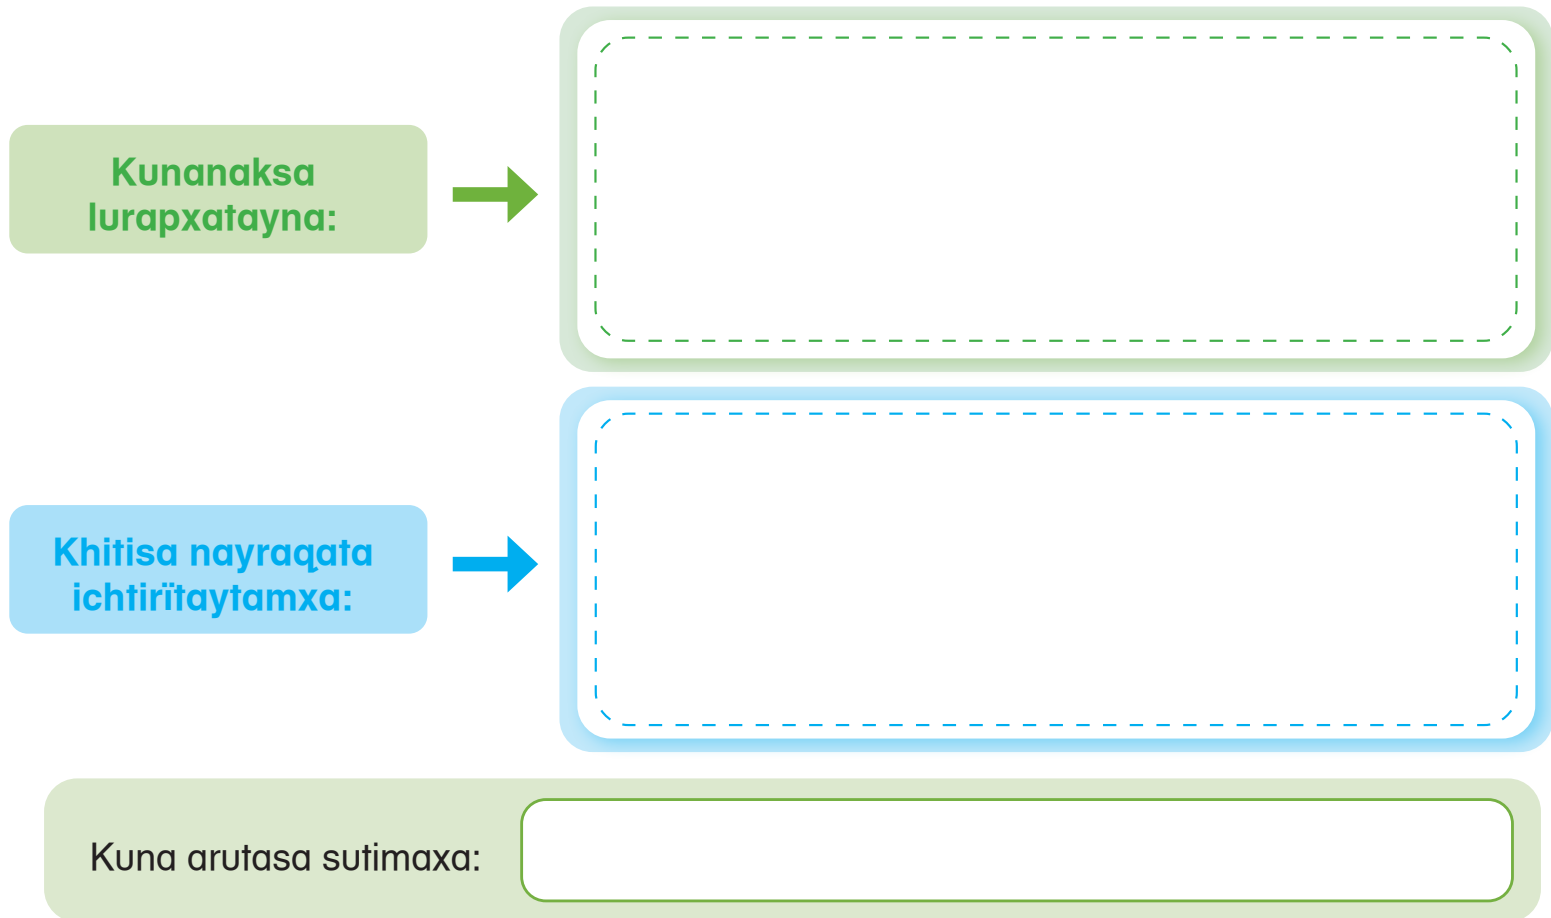 Kunanaksa
lurapxatayna:
Khitisa nayraqata
ichtirïtaytamxa:
Kuna arutasa sutimaxa: